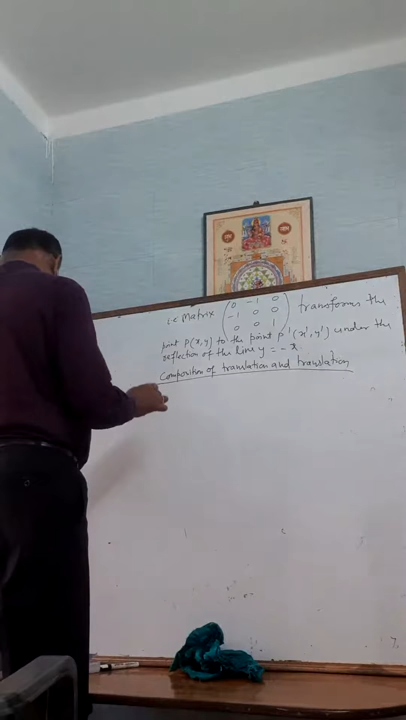 i.e Matrix (0 -1 0) transforms the
-1 0 0
0 0 1
point P(x,y) to the point P'(x',y') under the
reflection of the line y = -x
Composition of translation and translation